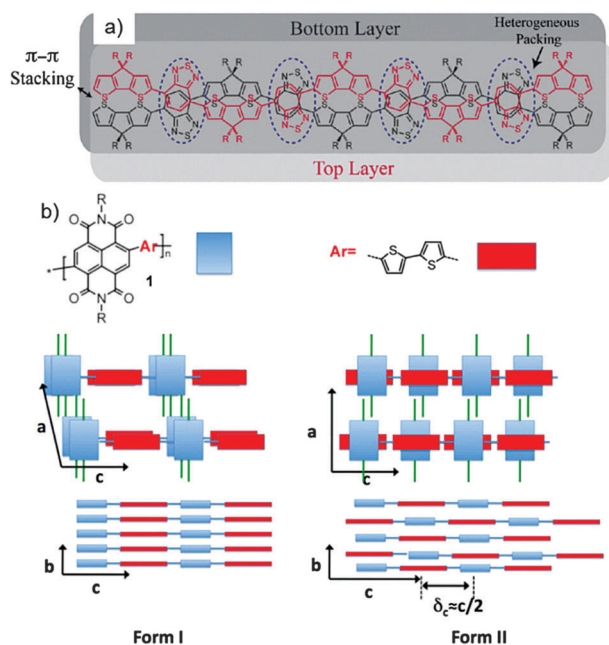 a)
Bottom Layer
Heterogeneous
Packing
π–π
Stacking
R R R R R R R R R R
N S N N S N N S N N S N
S S S S S S S S S S
N S N N S N N S N N S N
R R R R R R R R R R
Top Layer
b)
R
O N O
Ar
n
*
1
O N O
R
Ar=
S
S
a
c
a
c
b
c
b
c
δc≈c/2
Form I
Form II